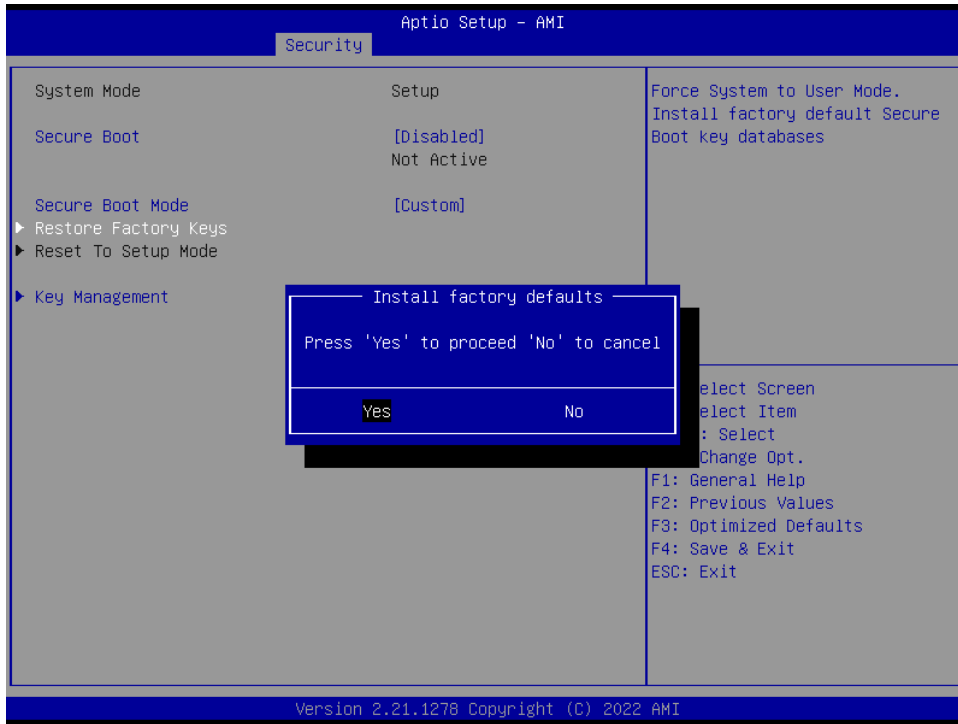 Aptio Setup – AMI
Security
System Mode Setup
Secure Boot [Disabled]
Not Active
Secure Boot Mode [Custom]
Restore Factory Keys
Reset To Setup Mode
Key Management
Force System to User Mode.
Install factory default Secure
Boot key databases
Install factory defaults
Press 'Yes' to proceed 'No' to cancel
Yes No
Screen
Item
: Select
Change Opt.
F1: General Help
F2: Previous Values
F3: Optimized Defaults
F4: Save & Exit
ESC: Exit
Version 2.21.1278 Copyright (C) 2022 AMI